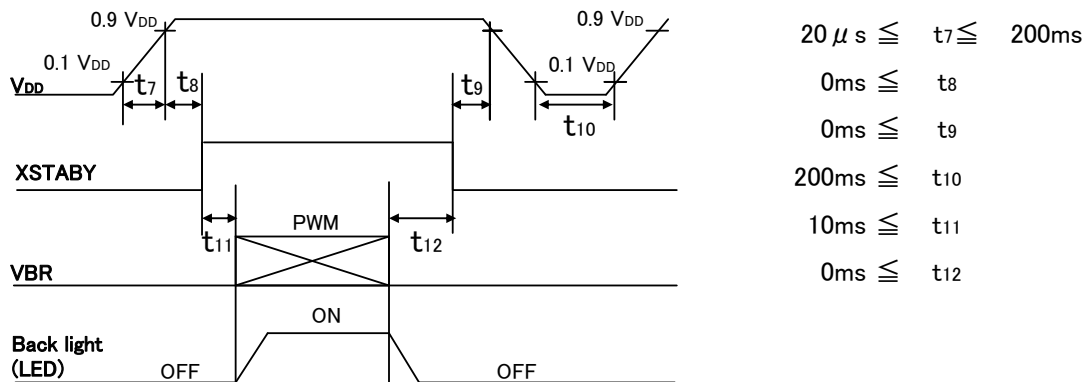 0.9 VDD
0.9 VDD
0.1 VDD
0.1 VDD
VDD
t7
t8
t9
t10
XSTABY
PWM
t11
t12
VBR
ON
Back light
(LED)
OFF
OFF
20μs ≦ t7≦ 200ms
0ms ≦ t8
0ms ≦ t9
200ms ≦ t10
10ms ≦ t11
0ms ≦ t12